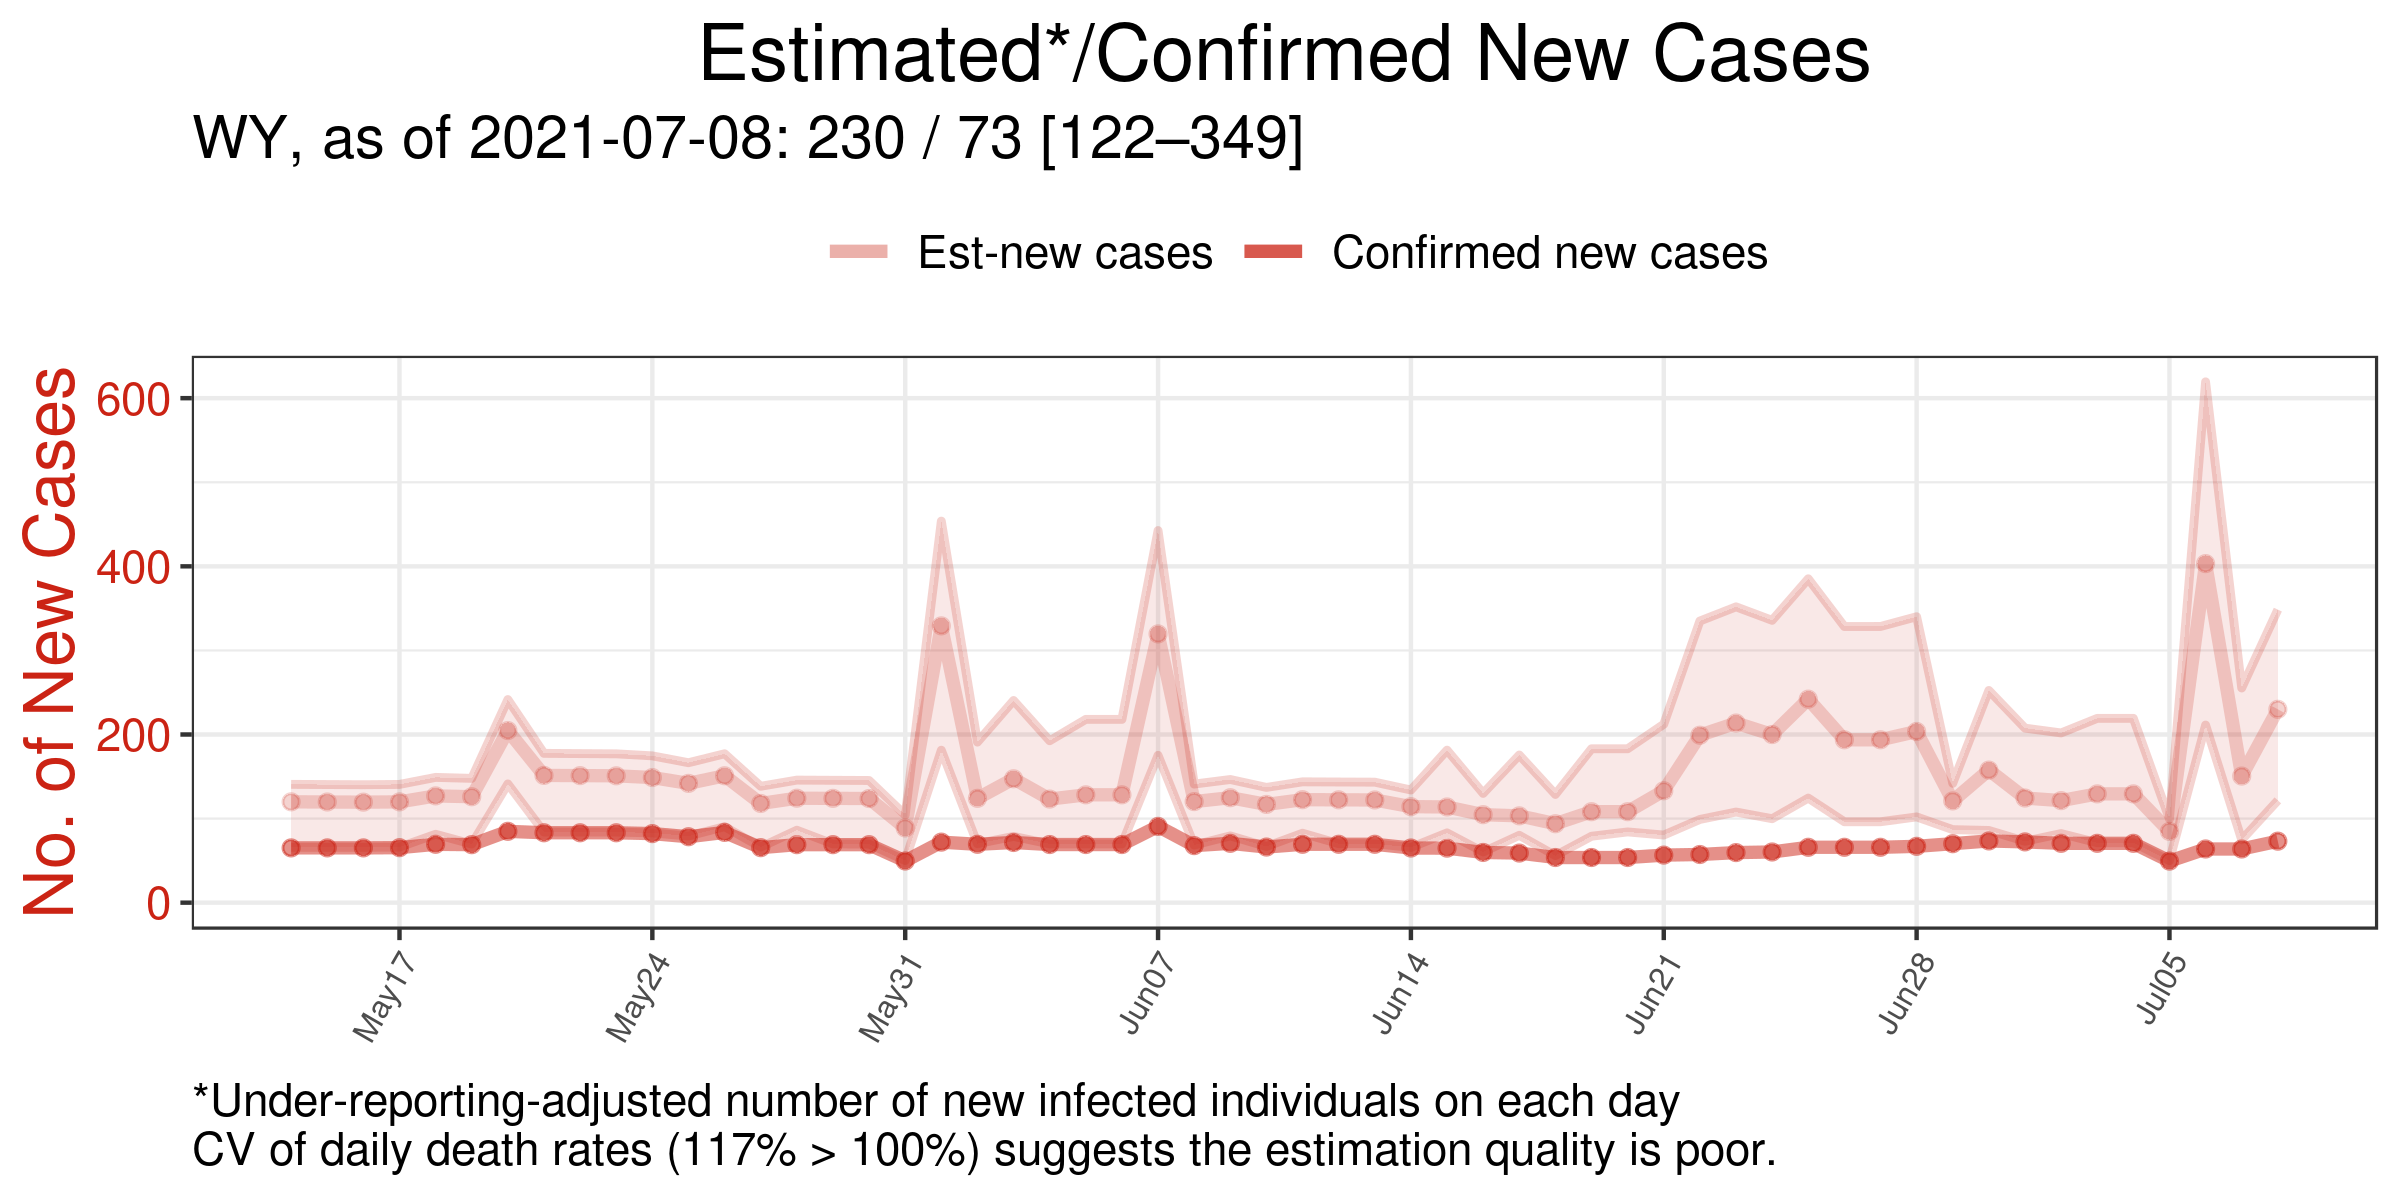 Estimated*/Confirmed New Cases
WY, as of 2021-07-08: 230 / 73 [122–349]
Est-new cases Confirmed new cases
No. of New Cases
600
400
200
0
May17 May24 May31 Jun07 Jun14 Jun21 Jun28 Jul05
*Under-reporting-adjusted number of new infected individuals on each day
CV of daily death rates (117% > 100%) suggests the estimation quality is poor.